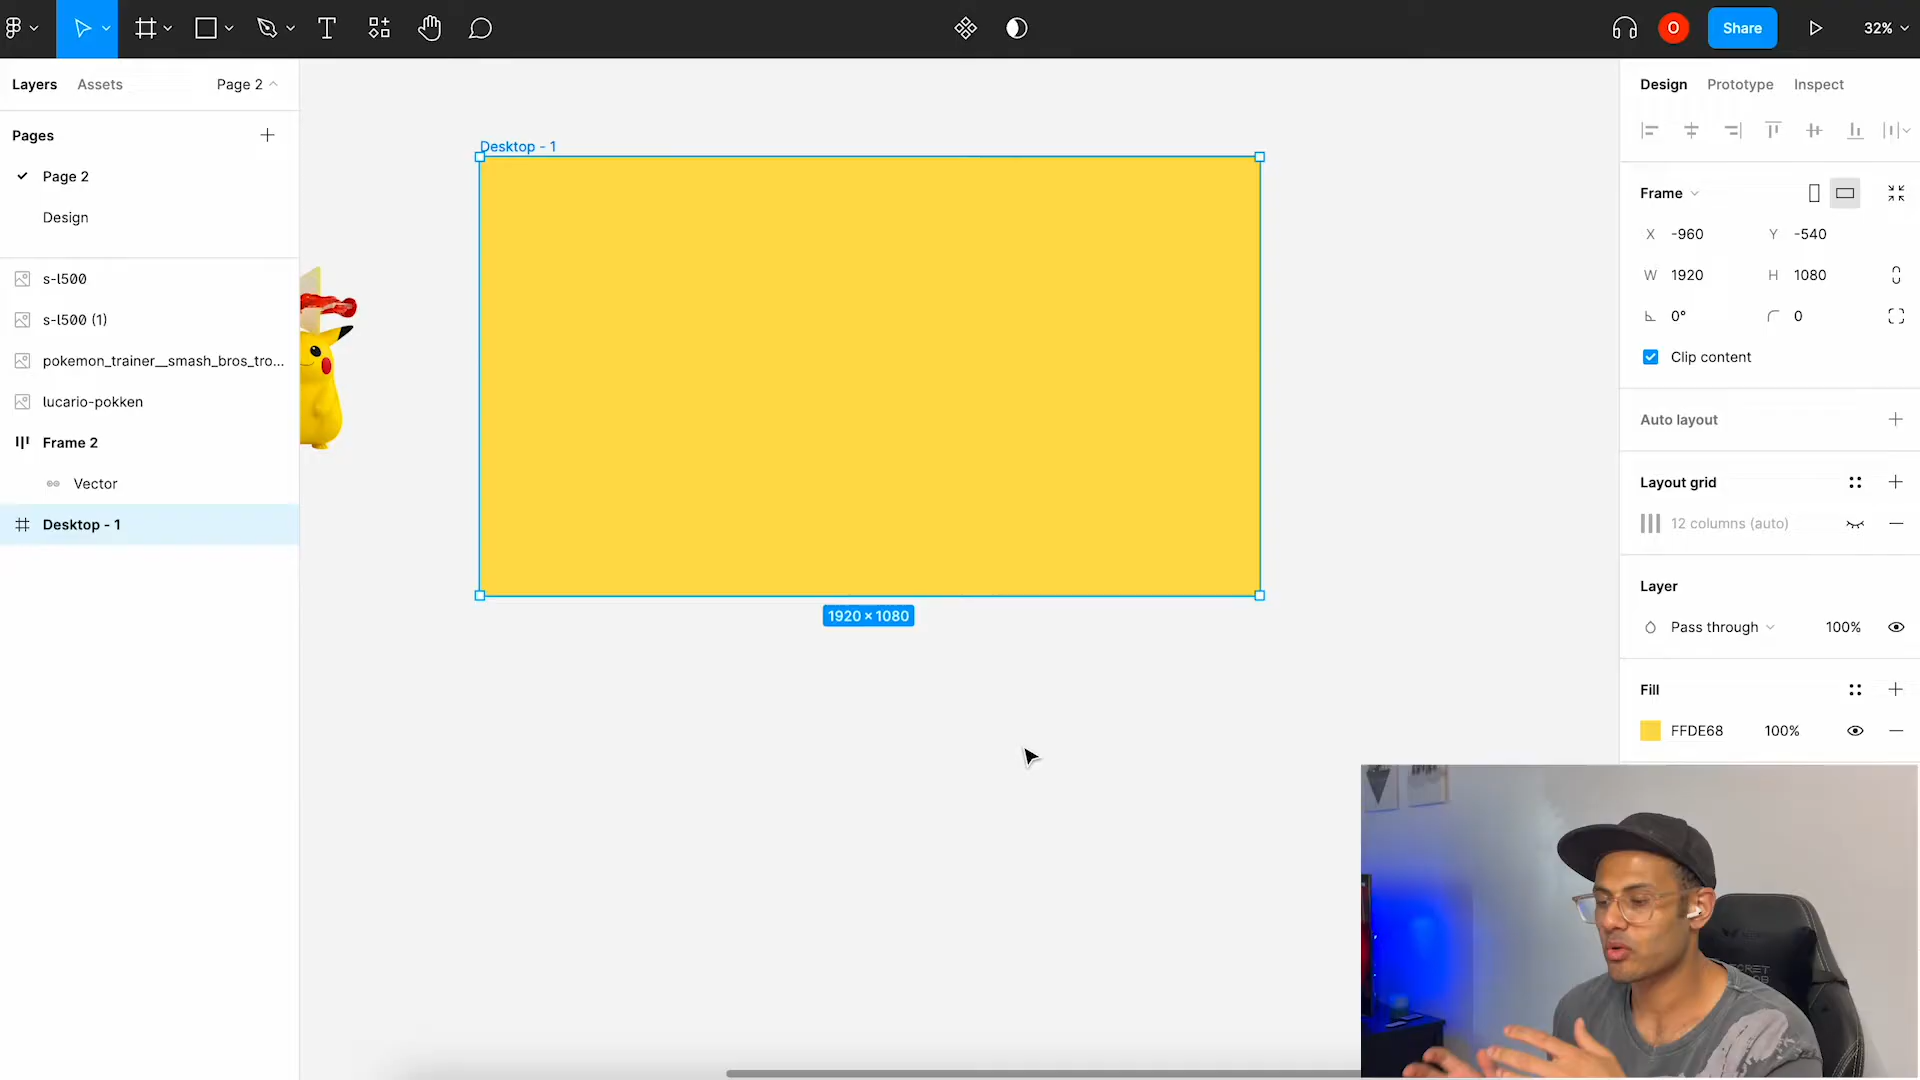 Share
32%
Layers Assets Page 2
Design Prototype Inspect
Pages
Page 2
Design
s-l500
s-l500 (1)
pokemon_trainer__smash_bros_tro...
lucario-pokken
Frame 2
Vector
Desktop - 1
Desktop - 1
1920 × 1080
Frame
X -960 Y -540
W 1920 H 1080
0° 0
Clip content
Auto layout
Layout grid
12 columns (auto)
Layer
Pass through 100%
Fill
FFDE68 100%